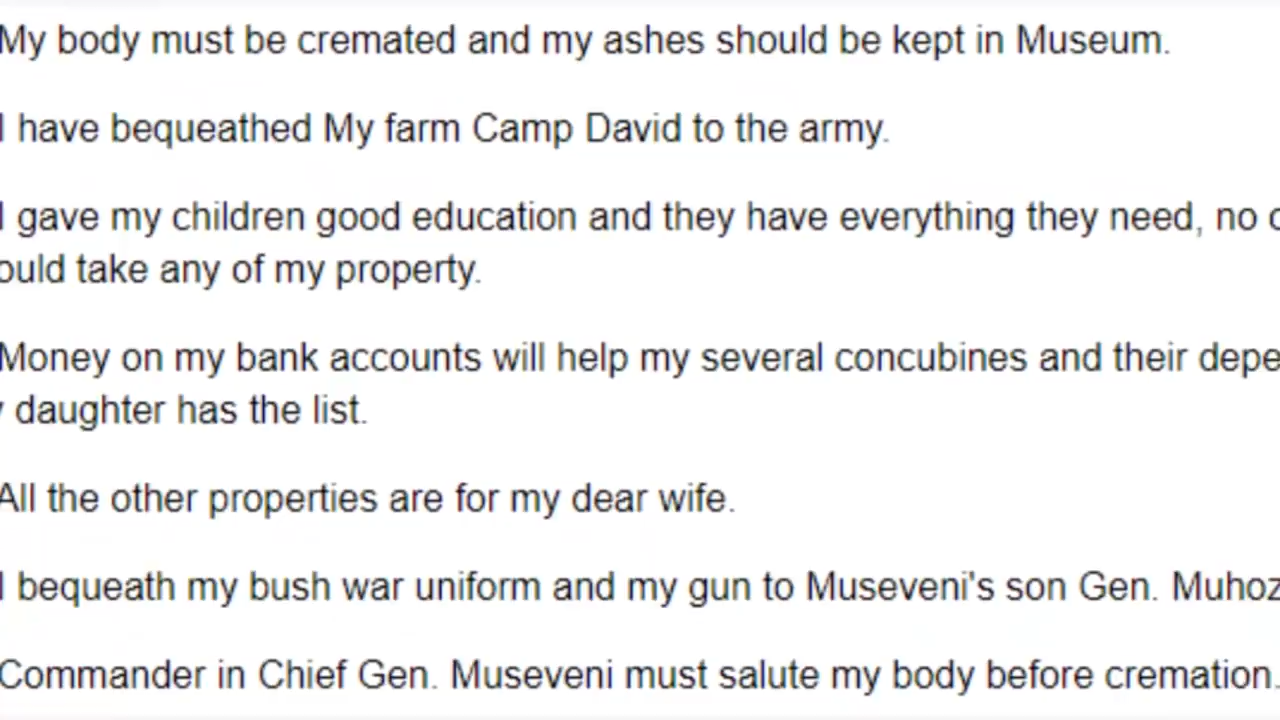 My body must be cremated and my ashes should be kept in Museum.
I have bequeathed My farm Camp David to the army.
I gave my children good education and they have everything they need, no
ould take any of my property.
Money on my bank accounts will help my several concubines and their depe
daughter has the list.
All the other properties are for my dear wife.
I bequeath my bush war uniform and my gun to Museveni's son Gen. Muhoz
Commander in Chief Gen. Museveni must salute my body before cremation.